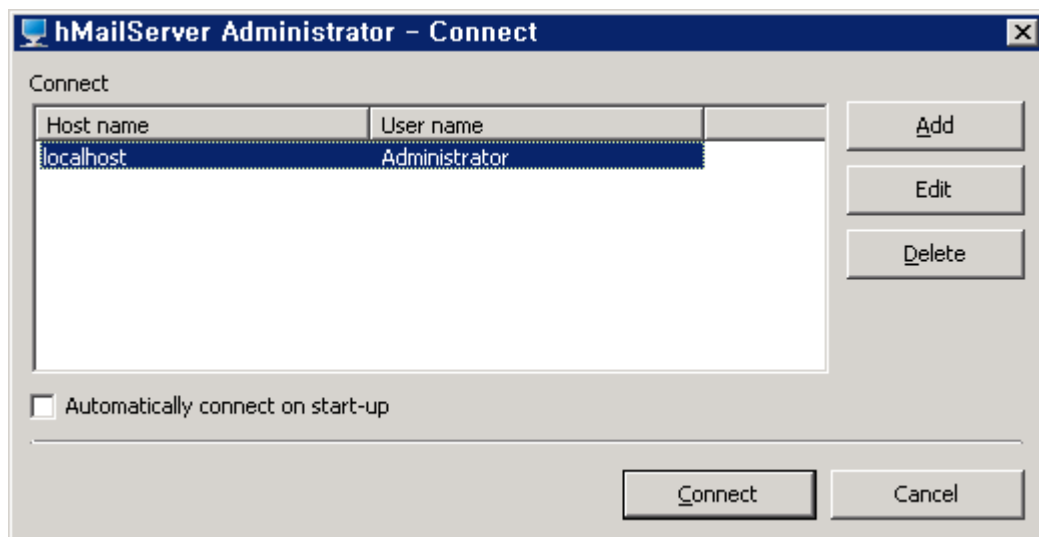 hMailServer Administrator - Connect
Connect
Host name User name
localhost Administrator
Add
Edit
Delete
Automatically connect on start-up
Connect Cancel